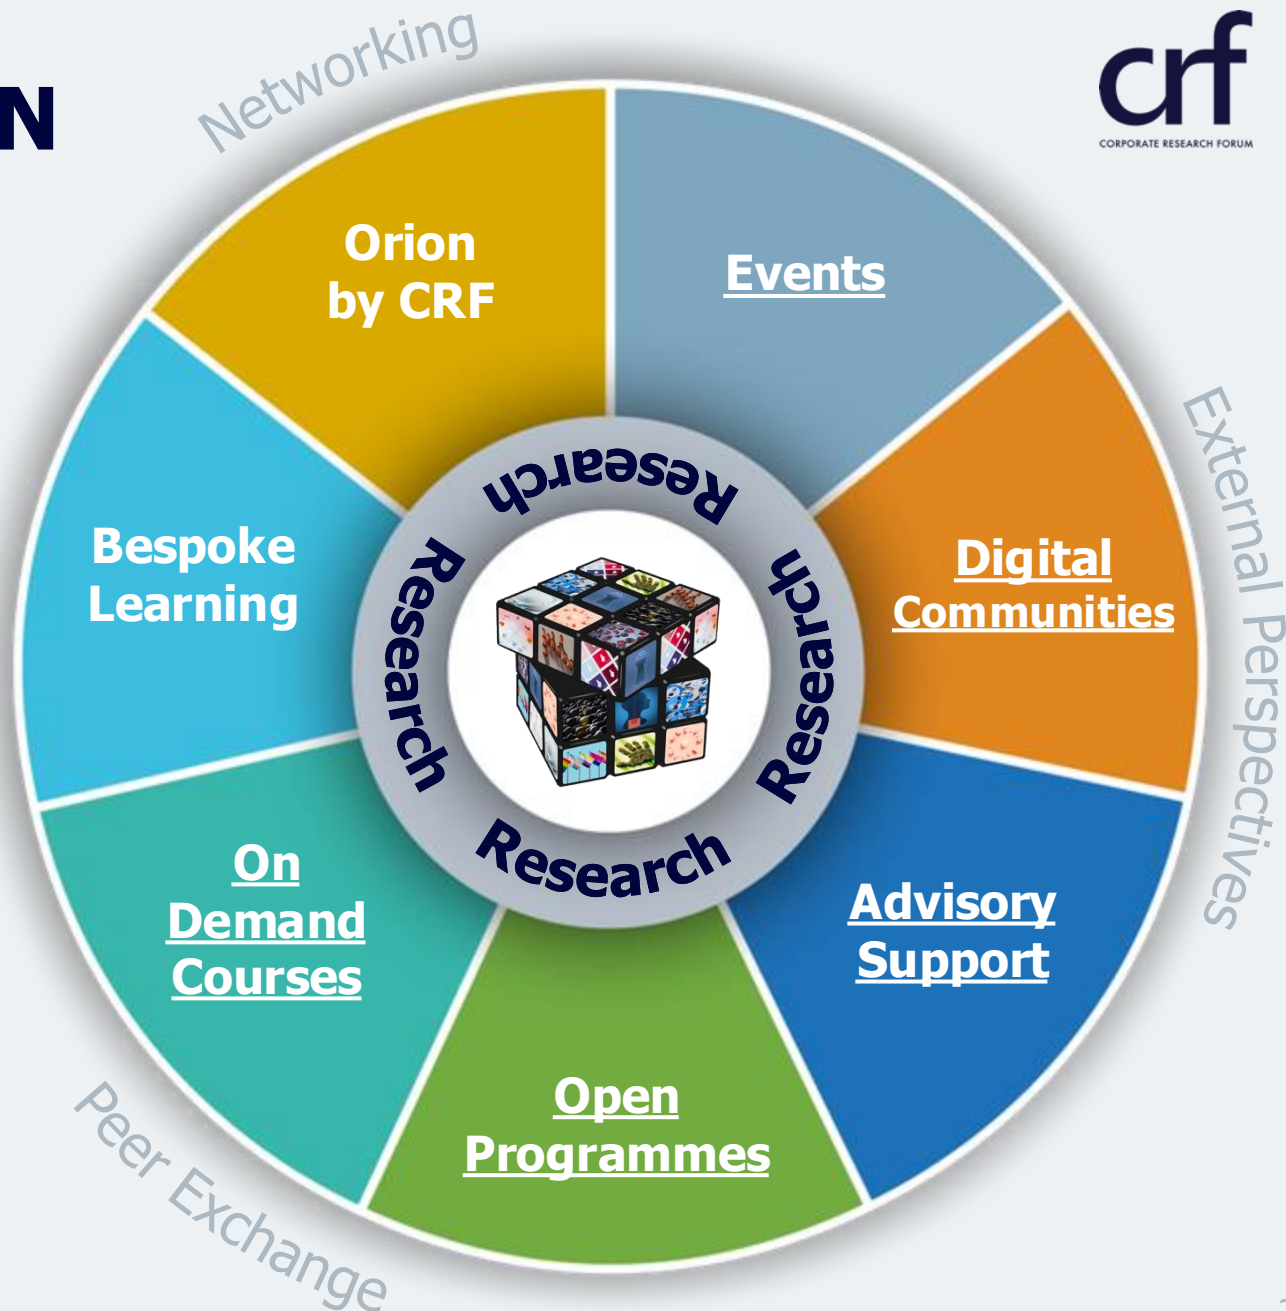 N
Networking
crf
CORPORATE RESEARCH FORUM
Orion
by CRF
Events
Bespoke
Learning
Digital
Communities
External Perspectives
Research
Research
Research
Research
On
Demand
Courses
Advisory
Support
Open
Programmes
Peer Exchange